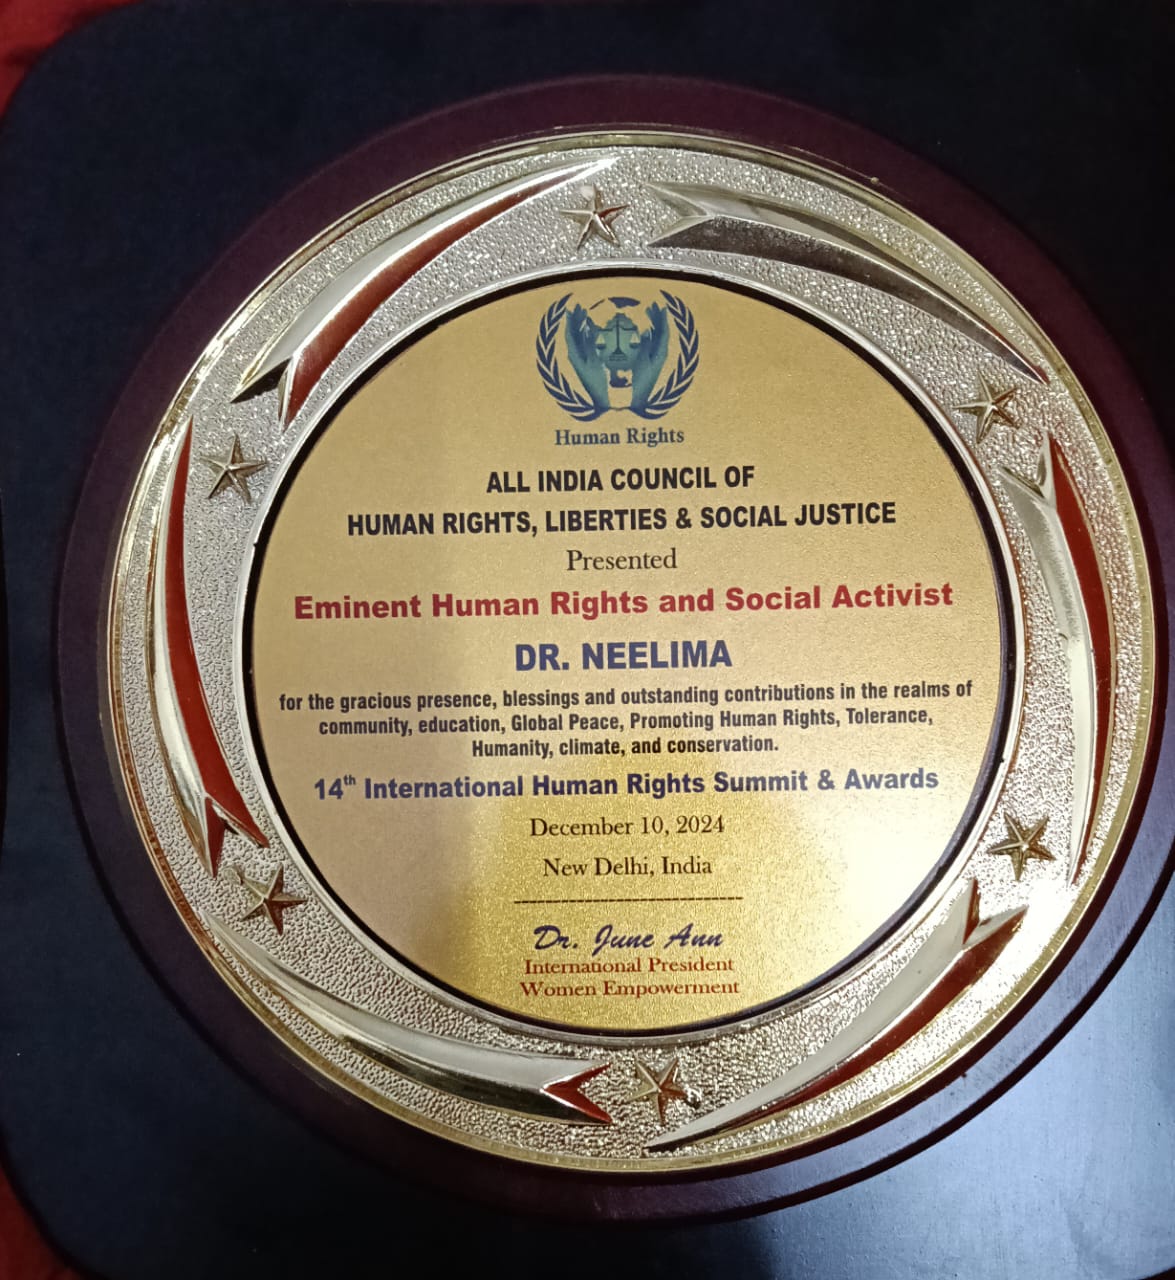 Human Rights
ALL INDIA COUNCIL OF
HUMAN RIGHTS, LIBERTIES & SOCIAL JUSTICE
Presented
Eminent Human Rights and Social Activist
DR. NEELIMA
for the gracious presence, blessings and outstanding contributions in the realms of
community, education, Global Peace, Promoting Human Rights, Tolerance,
Humanity, climate, and conservation.
14th International Human Rights Summit & Awards
December 10, 2024
New Delhi, India
Dr. June Ann
International President
Women Empowerment